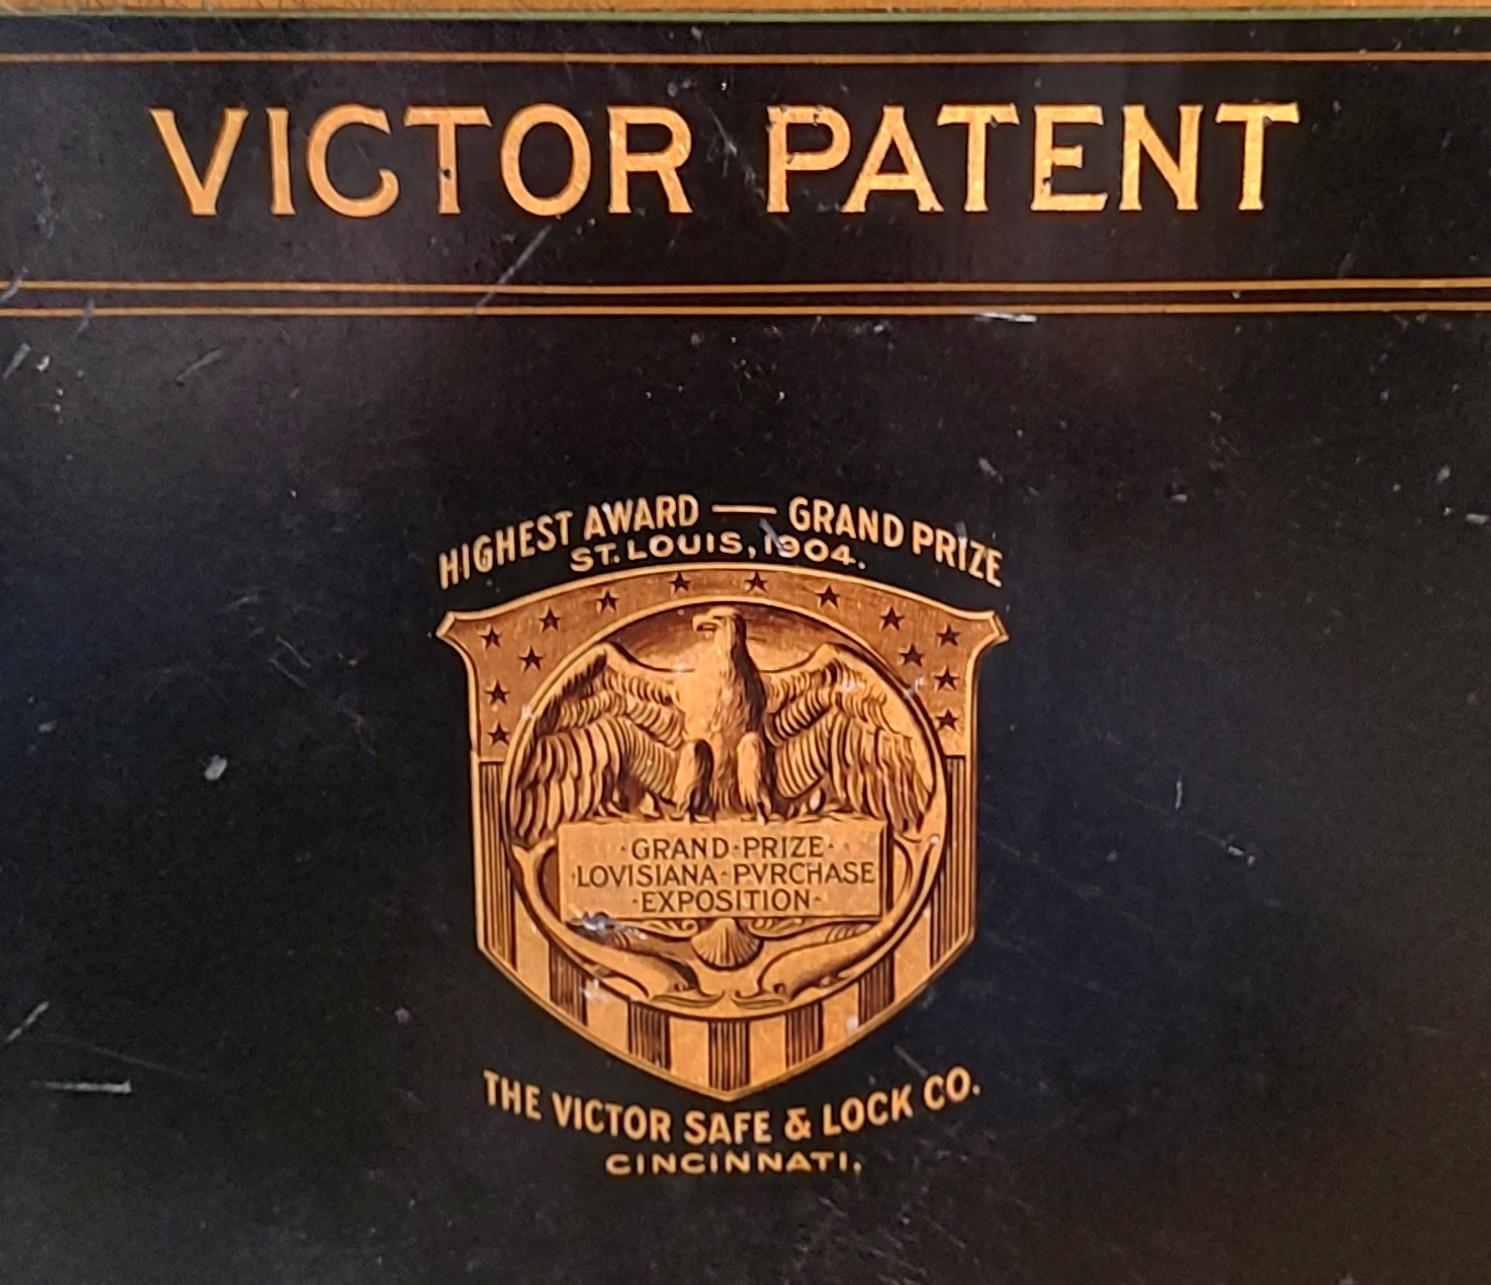 VICTOR PATENT
HIGHEST AWARD — GRAND PRIZE
ST. LOUIS, 1904.
·GRAND·PRIZE·
·LOVISIANA·PVRCHASE
·EXPOSITION·
THE VICTOR SAFE & LOCK CO.
CINCINNATI.